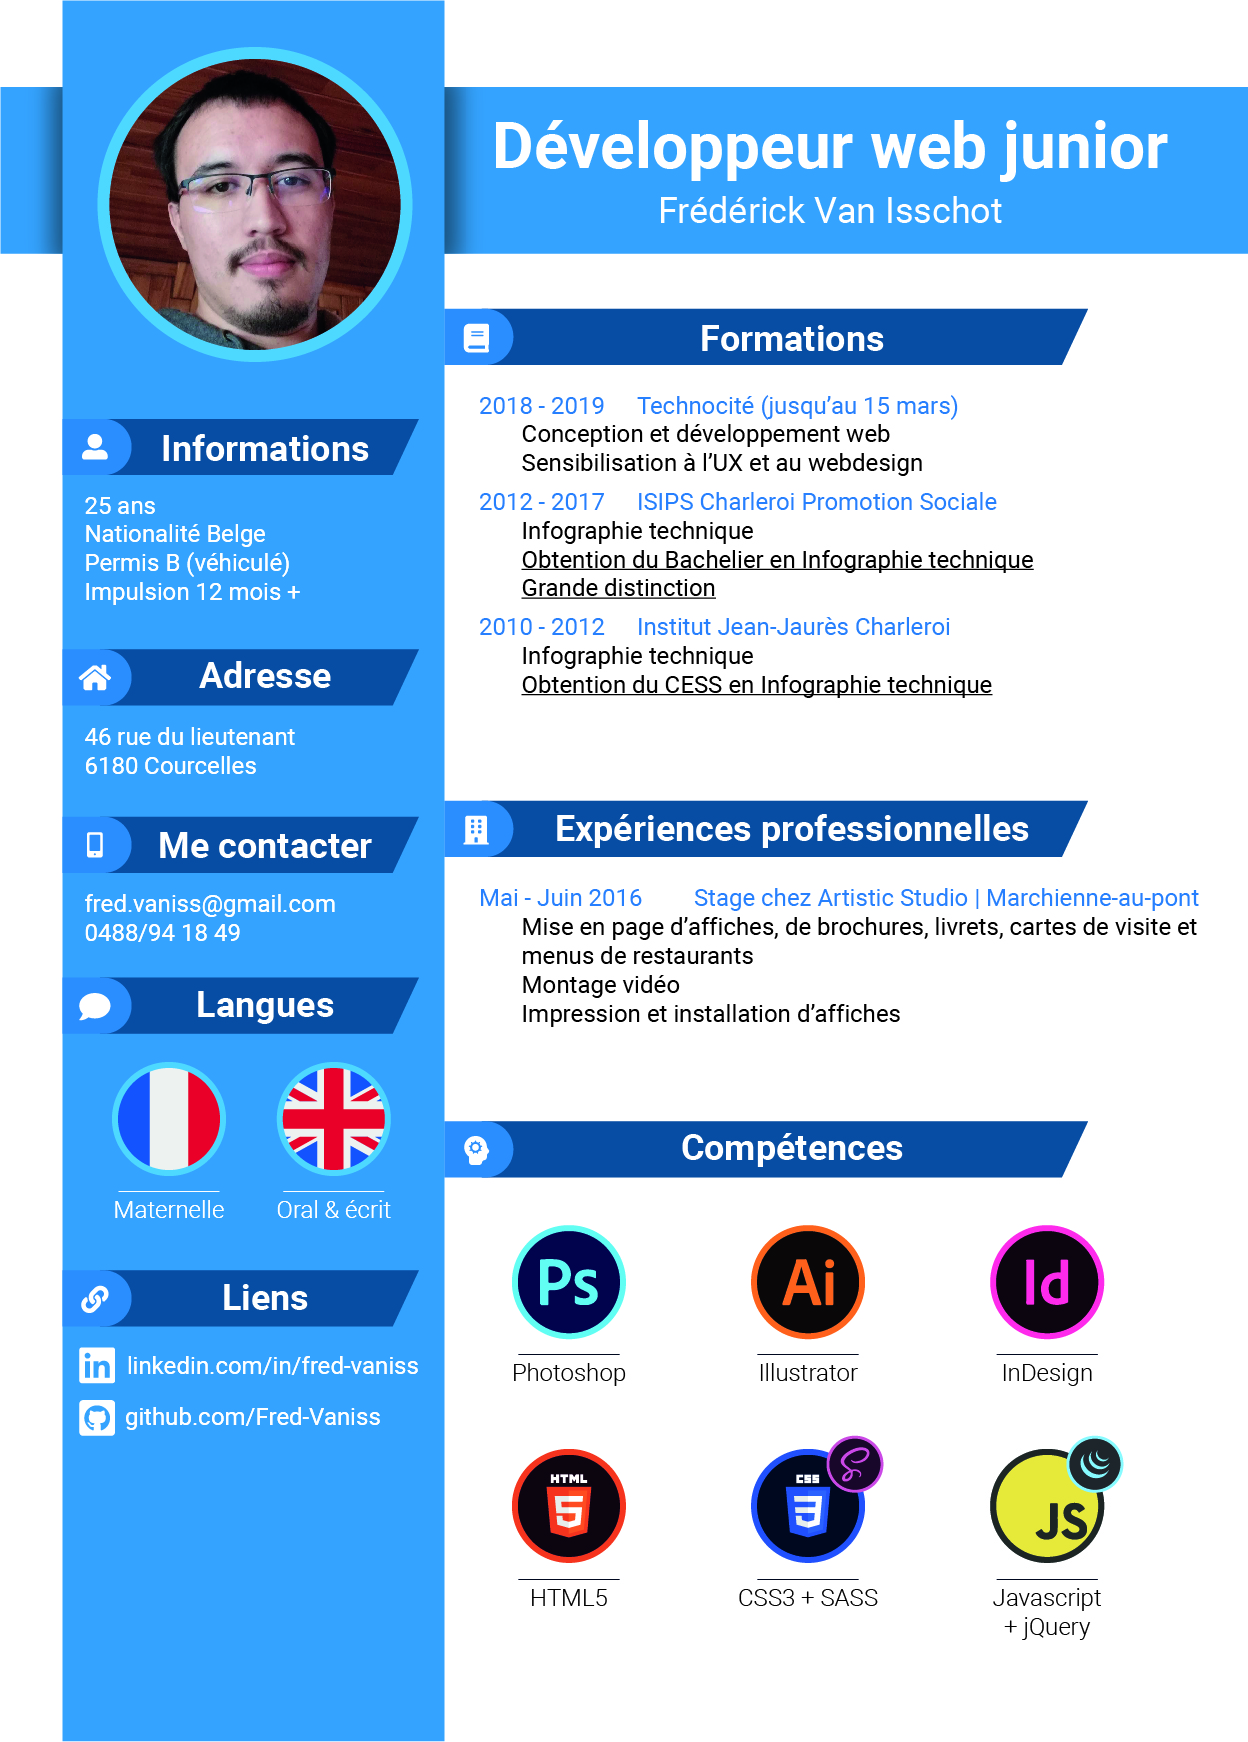 Développeur web junior
Frédérick Van Isschot
Informations
25 ans
Nationalité Belge
Permis B (véhiculé)
Impulsion 12 mois +
Adresse
46 rue du lieutenant
6180 Courcelles
Me contacter
fred.vaniss@gmail.com
0488/94 18 49
Langues
Maternelle
Oral & écrit
Liens
in linkedin.com/in/fred-vaniss
github.com/Fred-Vaniss
Formations
2018 - 2019 Technocité (jusqu’au 15 mars)
Conception et développement web
Sensibilisation à l’UX et au webdesign
2012 - 2017 ISIPS Charleroi Promotion Sociale
Infographie technique
Obtention du Bachelier en Infographie technique
Grande distinction
2010 - 2012 Institut Jean-Jaurès Charleroi
Infographie technique
Obtention du CESS en Infographie technique
Expériences professionnelles
Mai - Juin 2016 Stage chez Artistic Studio | Marchienne-au-pont
Mise en page d’affiches, de brochures, livrets, cartes de visite et
menus de restaurants
Montage vidéo
Impression et installation d’affiches
Compétences
Ps
Ai
Id
Photoshop
Illustrator
InDesign
HTML
5
CSS
3
JS
HTML5
CSS3 + SASS
Javascript
+ jQuery